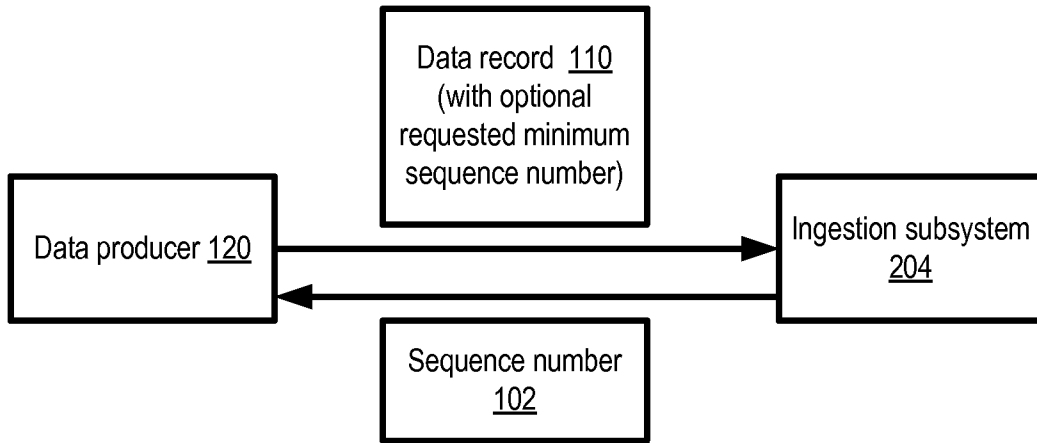 Data record 110
(with optional
requested minimum
sequence number)
Data producer 120
Ingestion subsystem
204
Sequence number
102